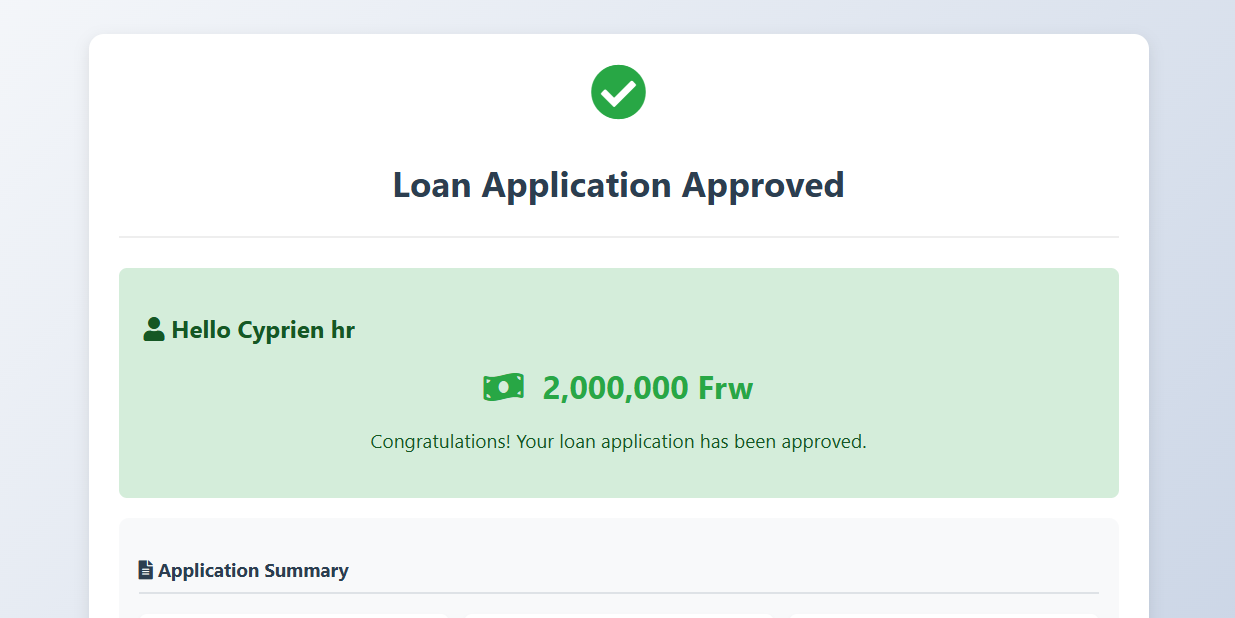 Loan Application Approved
Hello Cyprien hr
2,000,000 Frw
Congratulations! Your loan application has been approved.
Application Summary